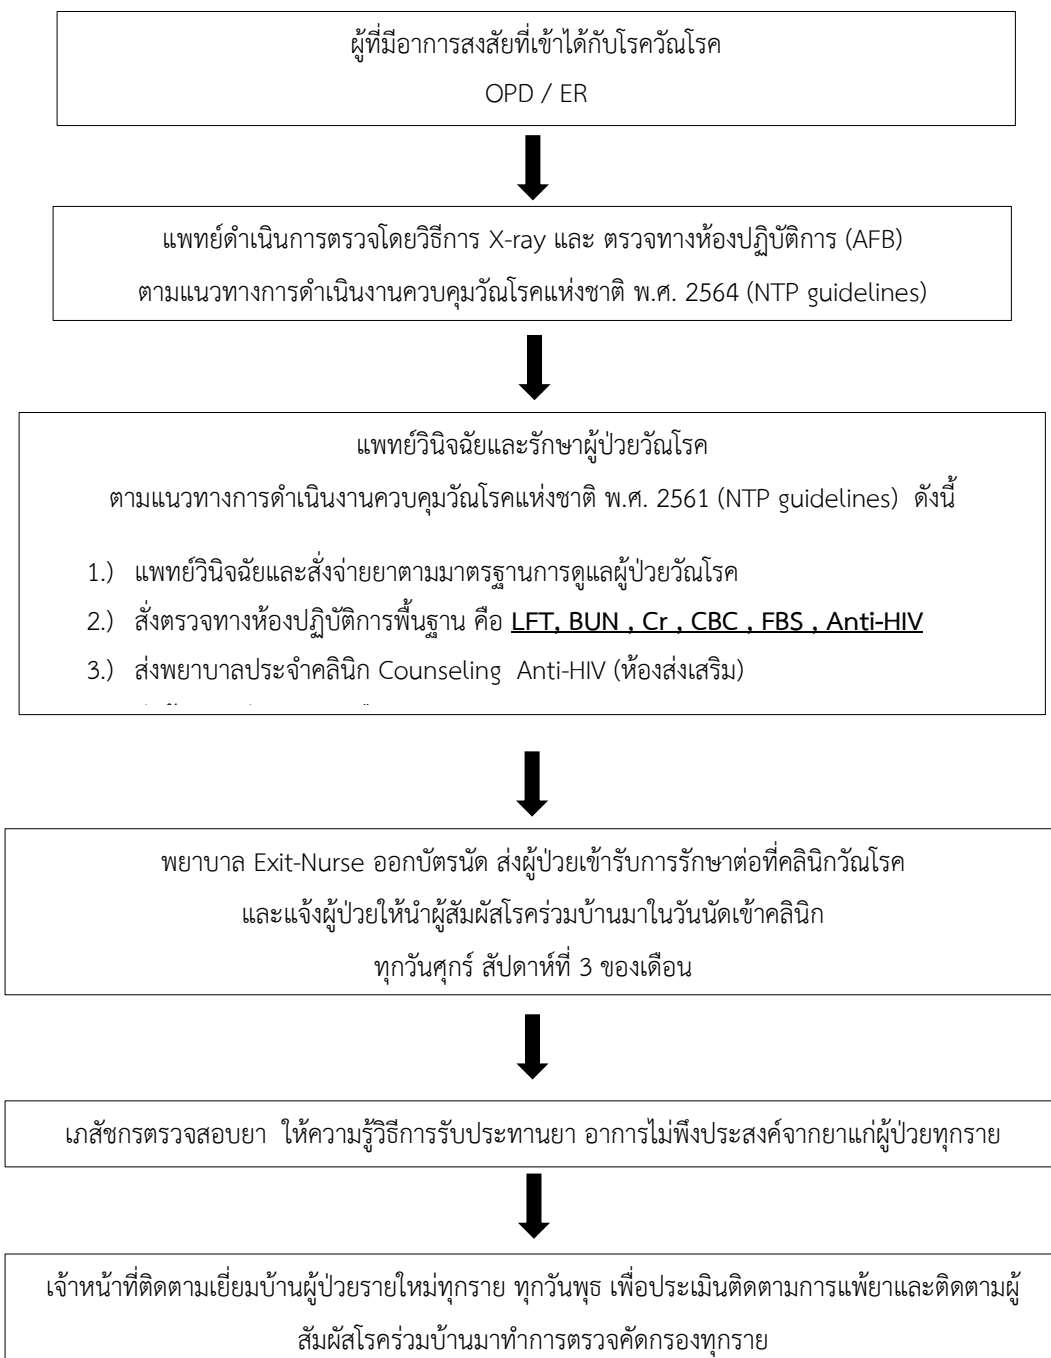 ผู้ที่มีอาการสงสัยที่เข้าได้กับโรควัณโรค
OPD / ER
แพทย์ดำเนินการตรวจโดยวิธีการ X-ray และ ตรวจทางห้องปฏิบัติการ (AFB)
ตามแนวทางการดำเนินงานควบคุมวัณโรคแห่งชาติ พ.ศ. 2564 (NTP guidelines)
แพทย์วินิจฉัยและรักษาผู้ป่วยวัณโรค
ตามแนวทางการดำเนินงานควบคุมวัณโรคแห่งชาติ พ.ศ. 2561 (NTP guidelines) ดังนี้
1.) แพทย์วินิจฉัยและสั่งจ่ายยาตามมาตรฐานการดูแลผู้ป่วยวัณโรค
2.) สั่งตรวจทางห้องปฏิบัติการพื้นฐาน คือ LFT, BUN , Cr , CBC , FBS , Anti-HIV
3.) ส่งพยาบาลประจำคลินิก Counseling Anti-HIV (ห้องส่งเสริม)
พยาบาล Exit-Nurse ออกบัตรนัด ส่งผู้ป่วยเข้ารับการรักษาต่อที่คลินิกวัณโรค
และแจ้งผู้ป่วยให้นำผู้สัมผัสโรคร่วมบ้านมาในวันนัดเข้าคลินิก
ทุกวันศุกร์ สัปดาห์ที่ 3 ของเดือน
เภสัชกรตรวจสอบยา ให้ความรู้วิธีการรับประทานยา อาการไม่พึงประสงค์จากยาแก่ผู้ป่วยทุกราย
เจ้าหน้าที่ติดตามเยี่ยมบ้านผู้ป่วยรายใหม่ทุกราย ทุกวันพุธ เพื่อประเมินติดตามการแพ้ยาและติดตามผู้
สัมผัสโรคร่วมบ้านมาทำการตรวจคัดกรองทุกราย